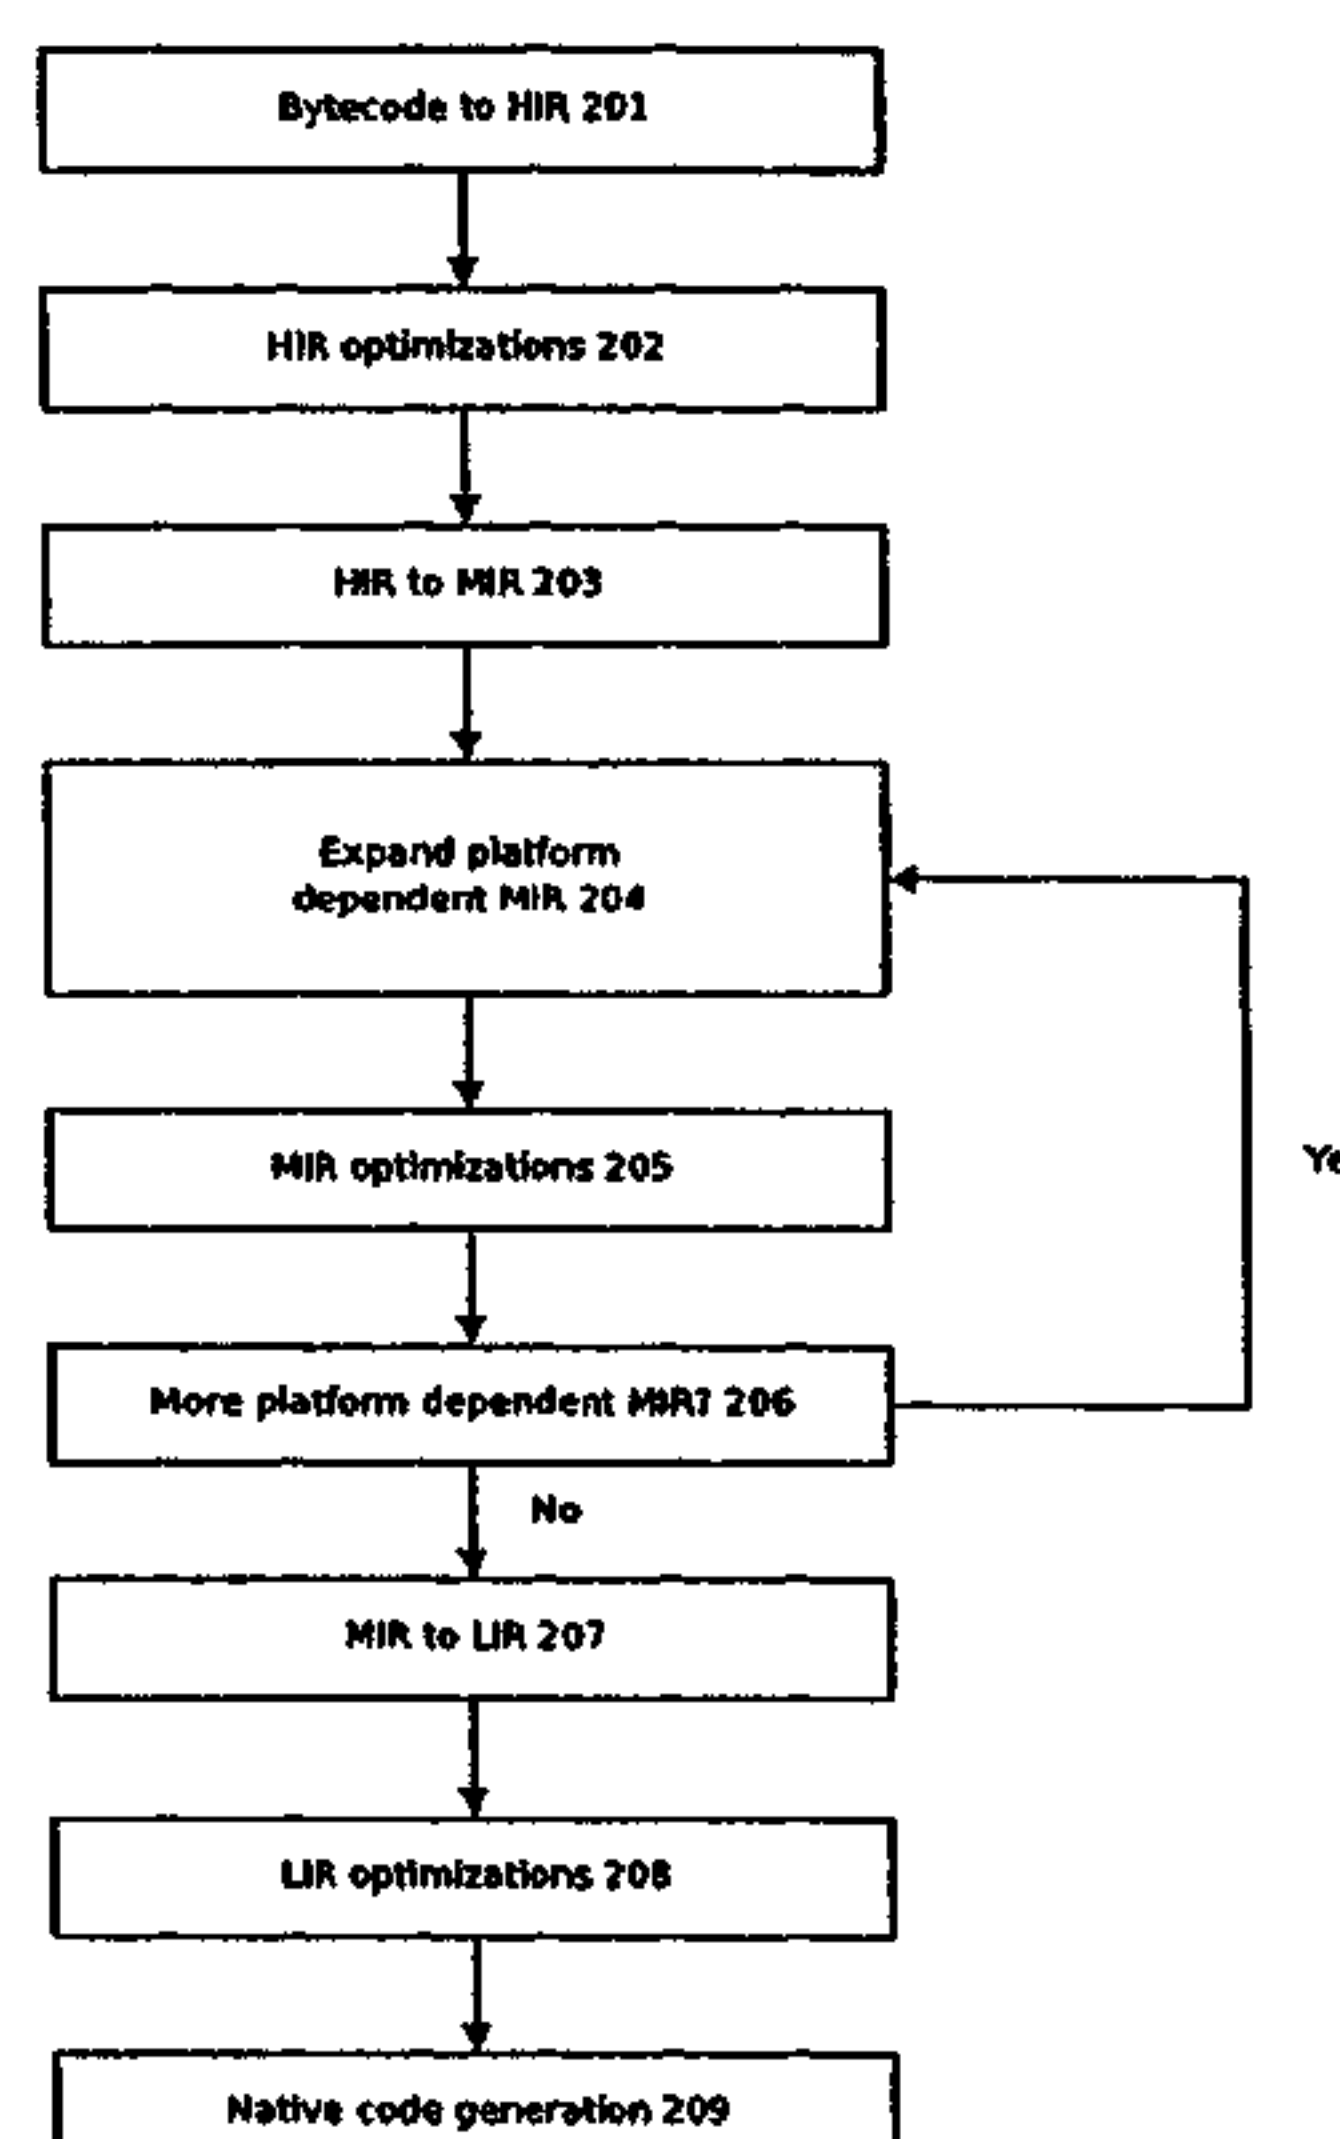 Bytecode to HIR 201
HIR optimizations 202
HIR to MIR 203
Expand platform
dependent MIR 204
MIR optimizations 205
Ye
More platform dependent MIR? 206
No
MIR to LIR 207
LIR optimizations 208
Native code generation 209